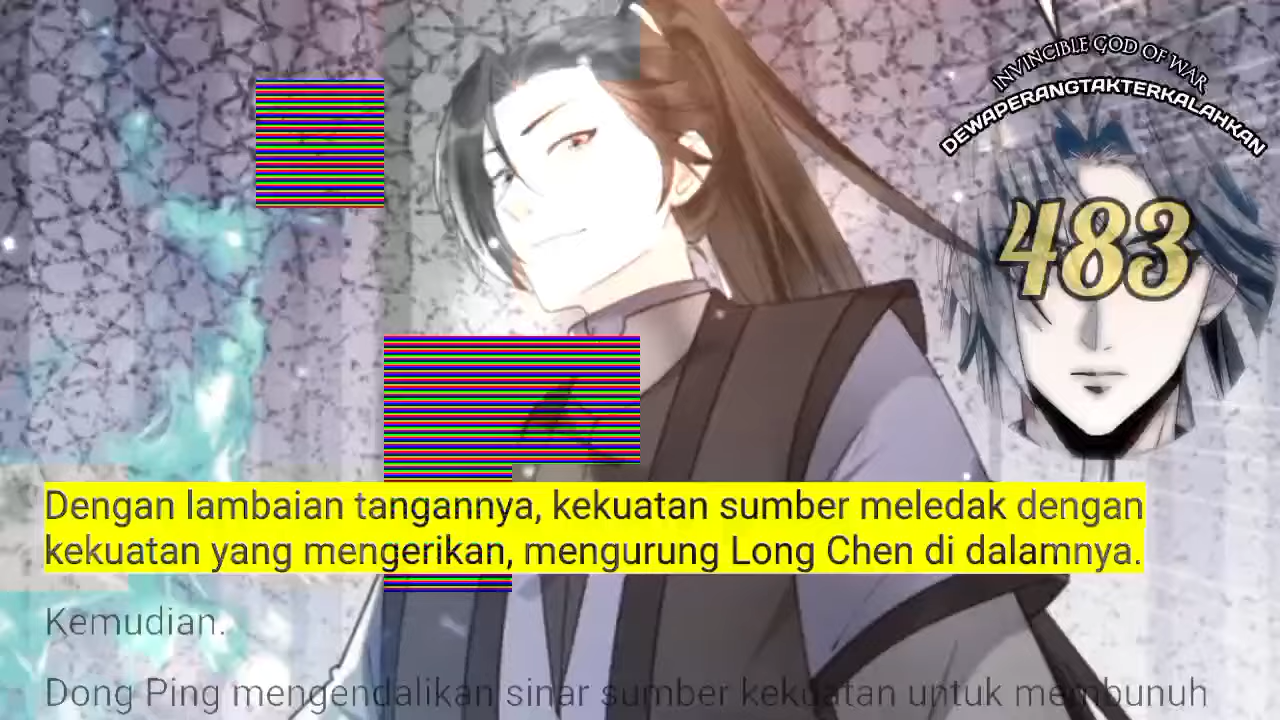 INVINCIBLE GOD OF WAR
DEWAPERANGTAKTERKALAHKAN
483
Dengan lambaian tangannya, kekuatan sumber meledak dengan
kekuatan yang mengerikan, mengurung Long Chen di dalamnya.
Kemudian.
Dong Ping mengendalikan sinar sumber kekuatan untuk membunuh